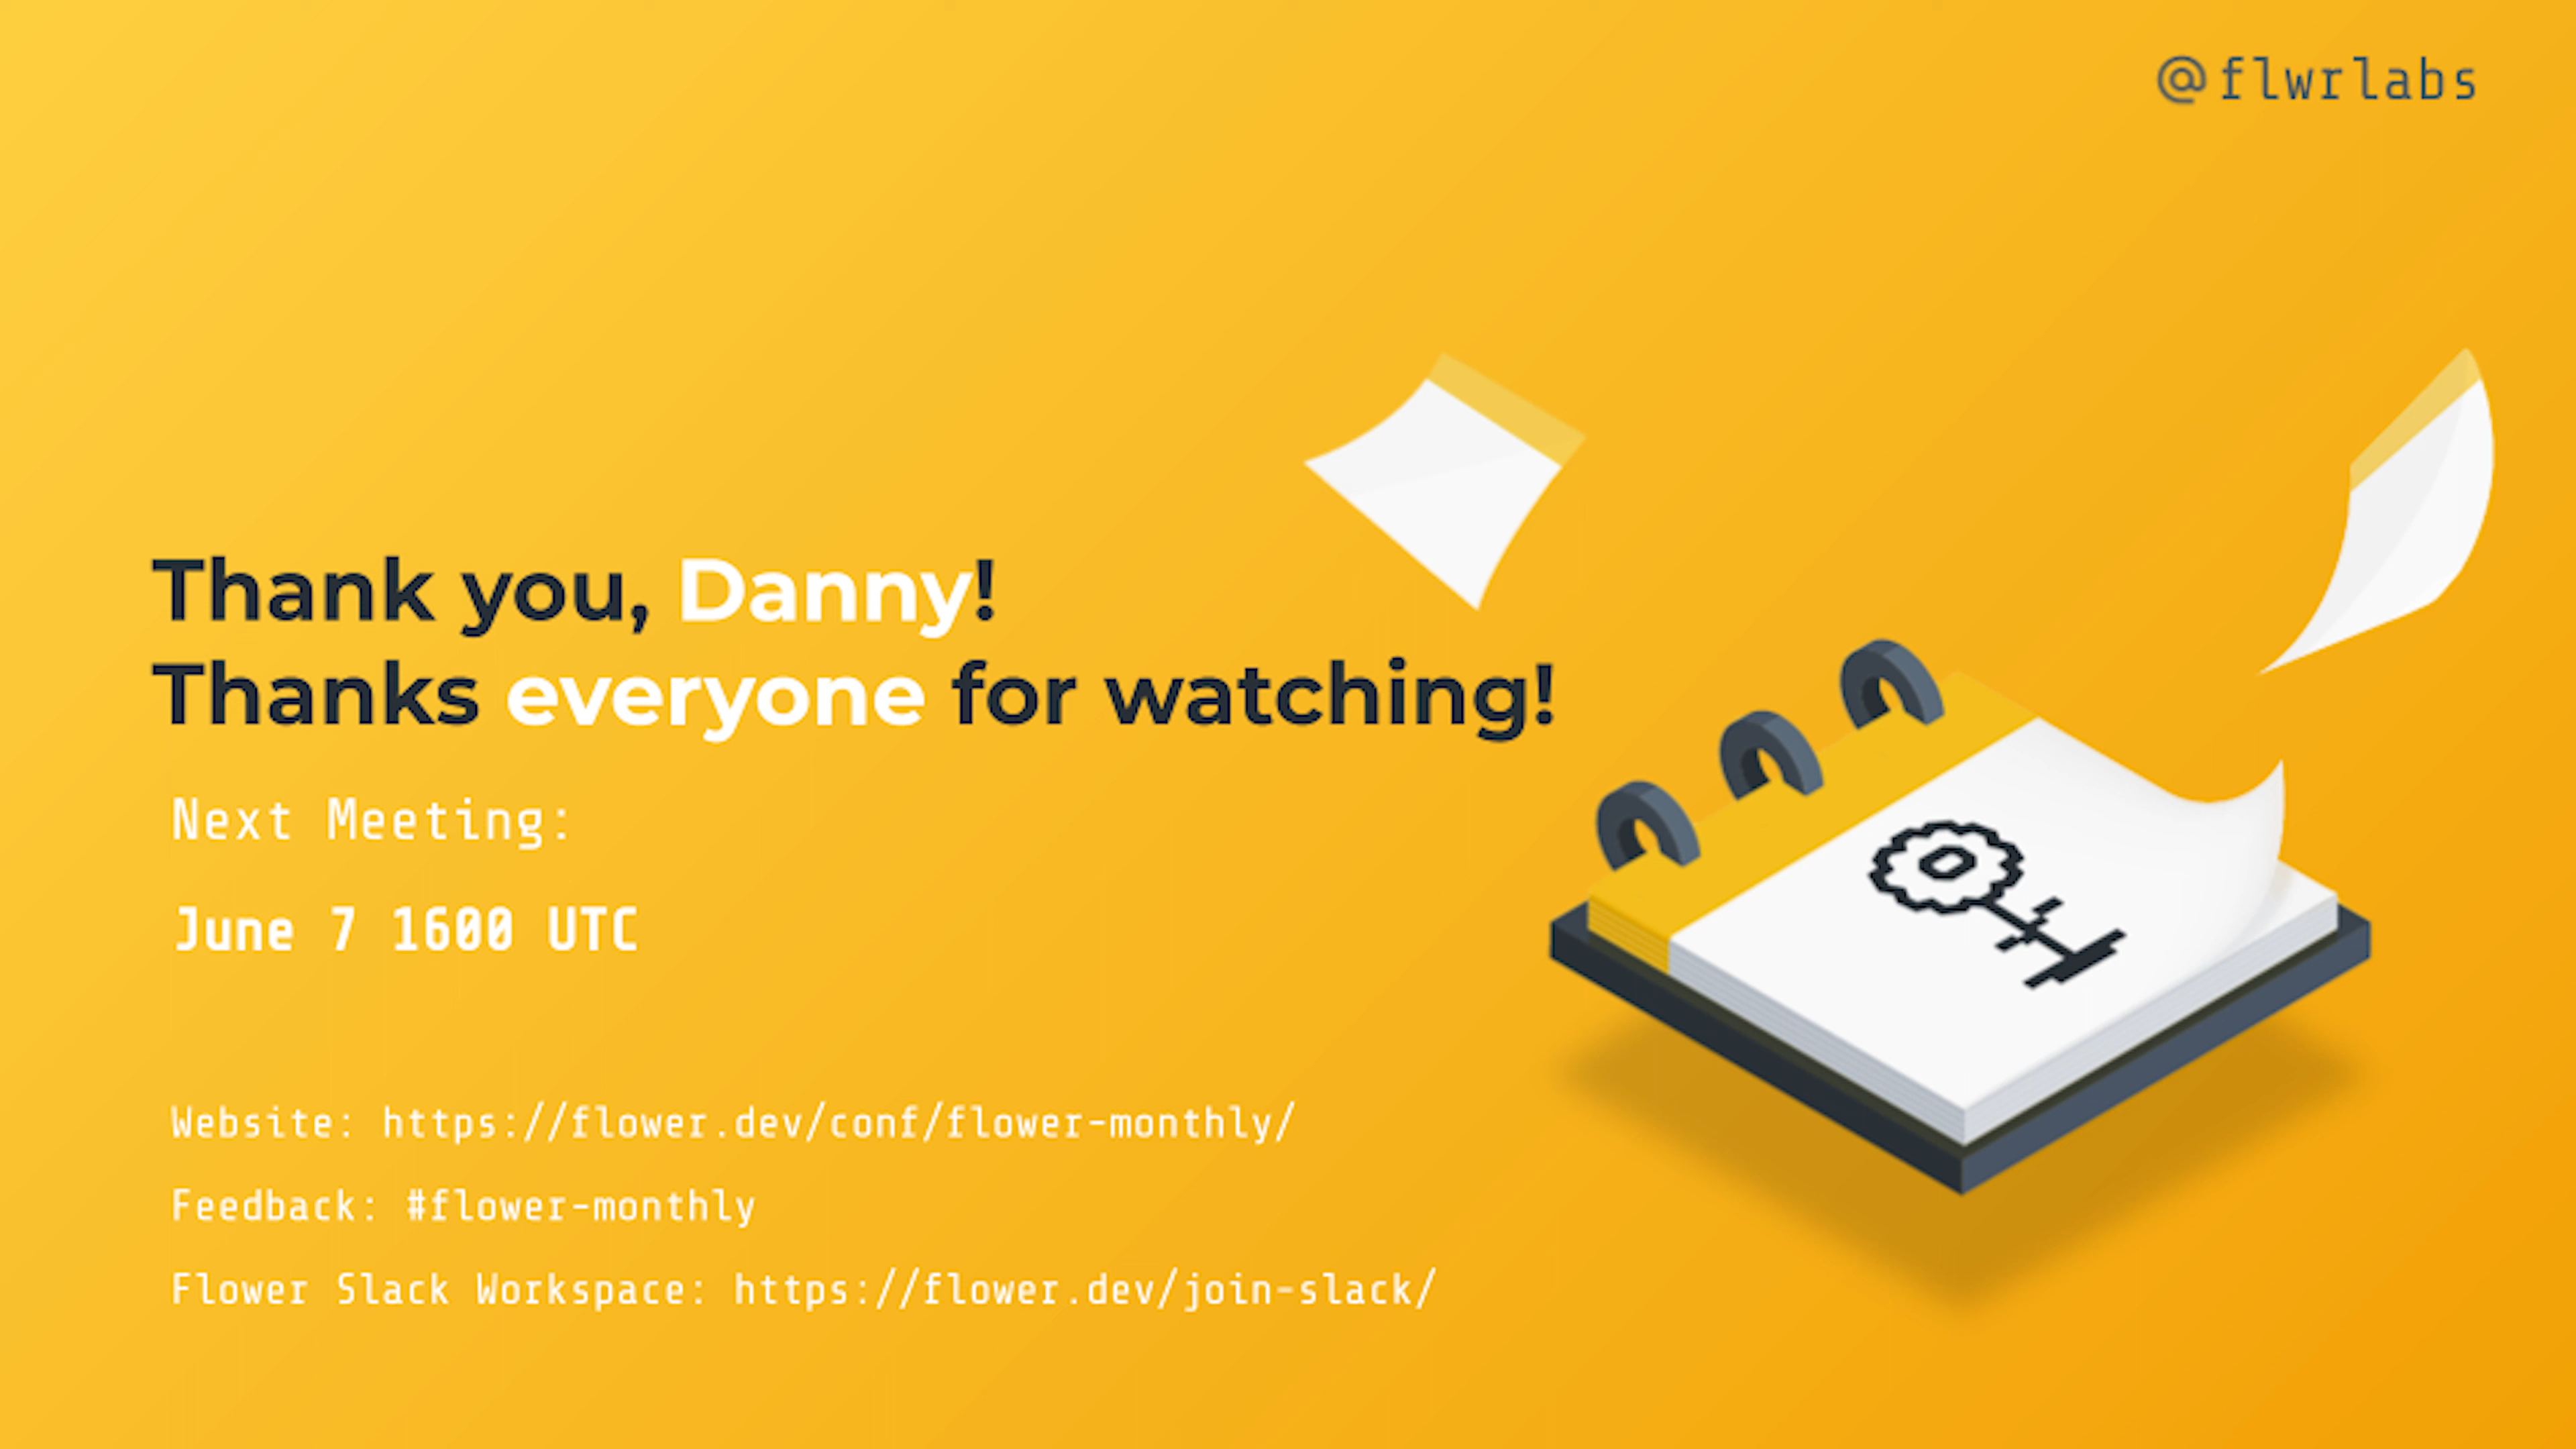 @flwrlabs
Thank you, Danny!
Thanks everyone for watching!
Next Meeting:
June 7 1600 UTC
Website: https://flower.dev/conf/flower-monthly/
Feedback: #flower-monthly
Flower Slack Workspace: https://flower.dev/join-slack/